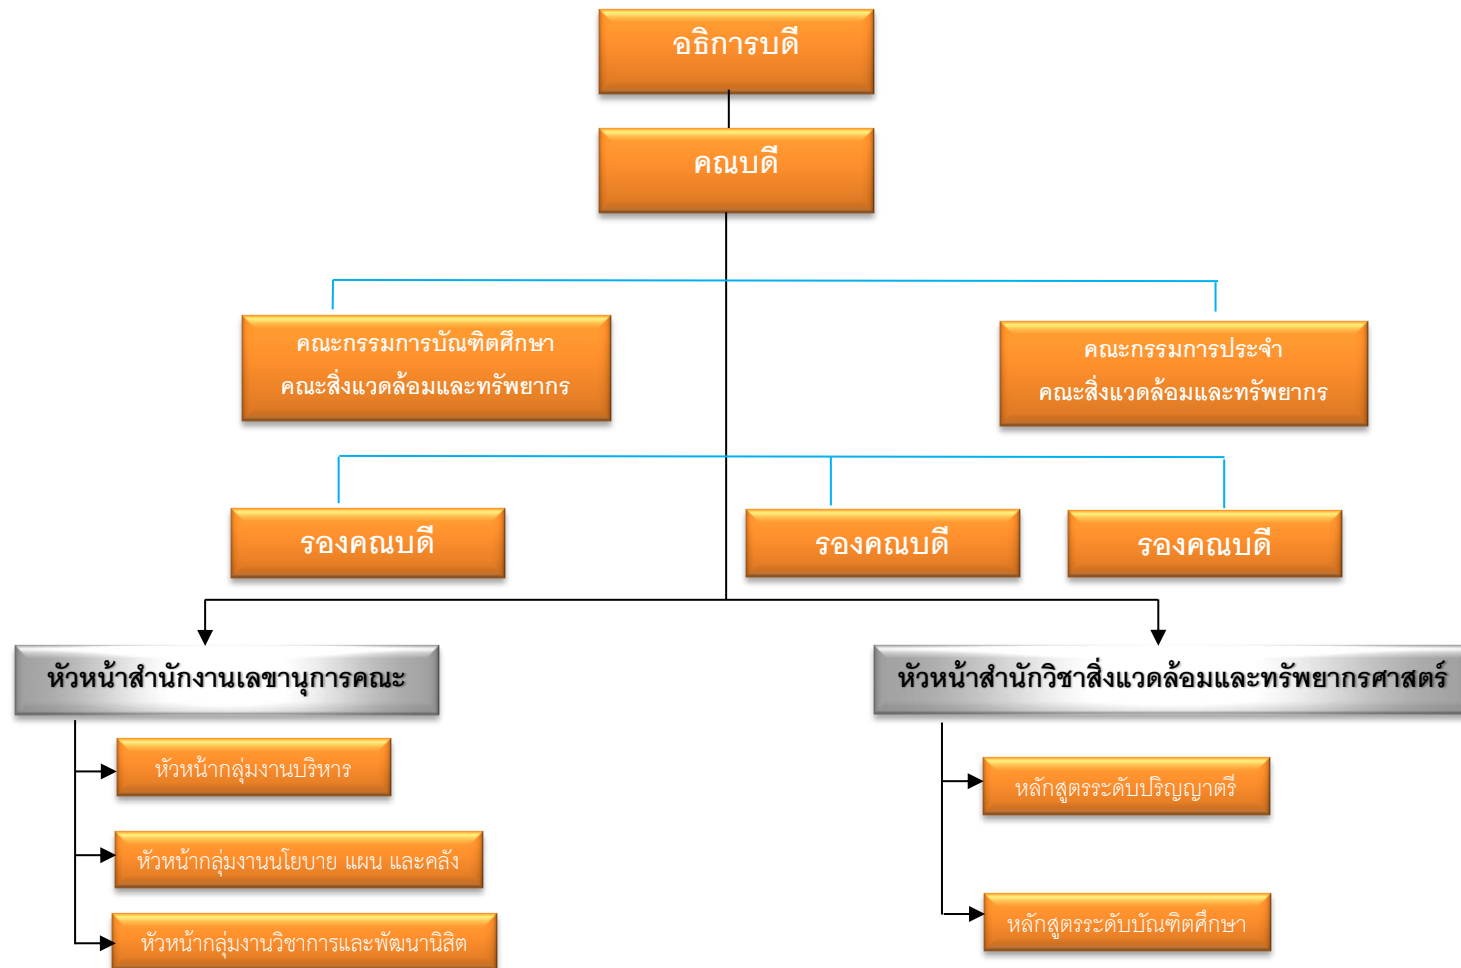 อธิการบดี
คณบดี
คณะกรรมการบัณฑิตศึกษา
คณะสิ่งแวดล้อมและทรัพยากร
คณะกรรมการประจำ
คณะสิ่งแวดล้อมและทรัพยากร
รองคณบดี
รองคณบดี
รองคณบดี
หัวหน้าสำนักงานเลขานุการคณะ
หัวหน้ากลุ่มงานบริหาร
หัวหน้ากลุ่มงานนโยบาย แผน และคลัง
หัวหน้ากลุ่มงานวิชาการและพัฒนานิสิต
หัวหน้าสำนักวิชาสิ่งแวดล้อมและทรัพยากรศาสตร์
หลักสูตรระดับปริญญาตรี
หลักสูตรระดับบัณฑิตศึกษา